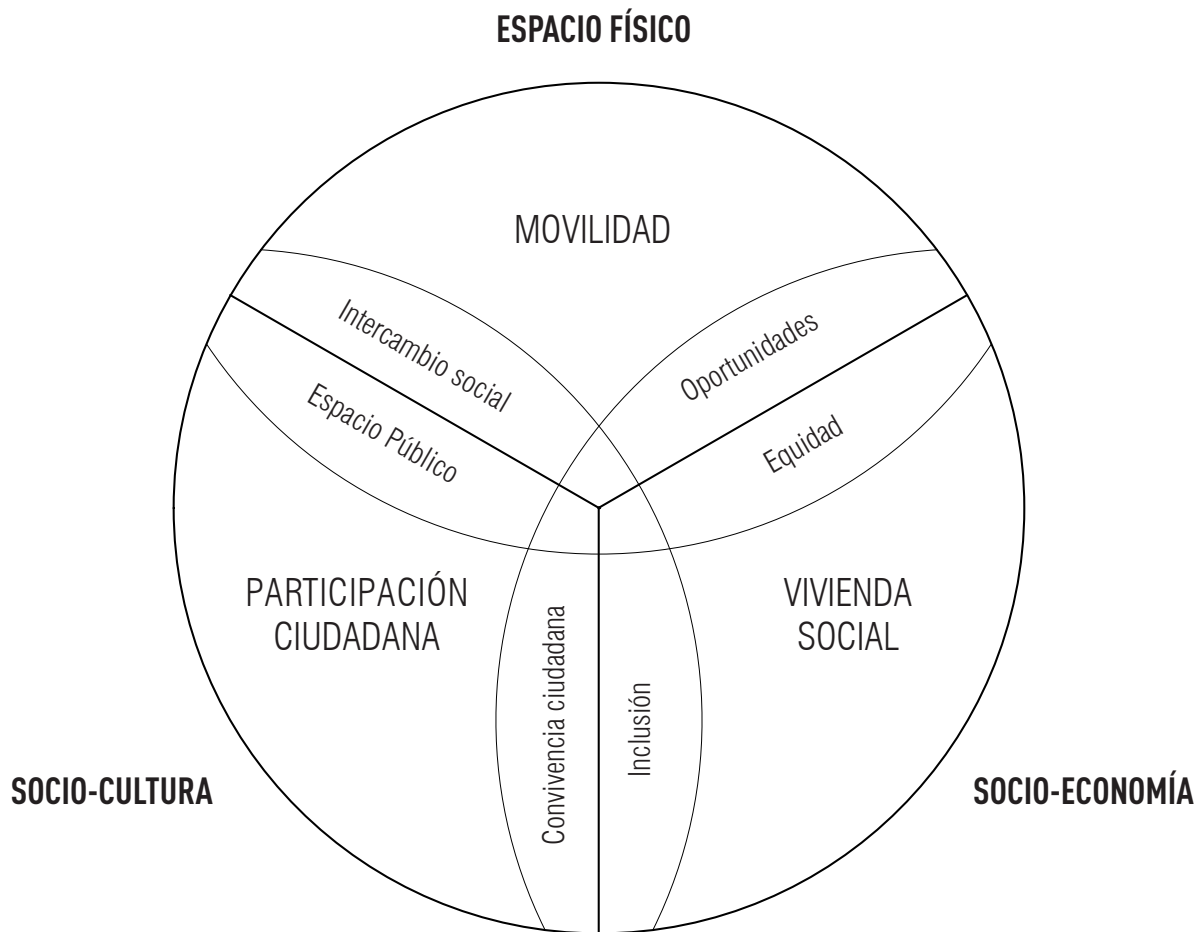 ESPACIO FÍSICO
MOVILIDAD
Intercambio social
Oportunidades
Espacio Público
Equidad
PARTICIPACIÓN
CIUDADANA
VIVIENDA
SOCIAL
Convivencia ciudadana
Inclusión
SOCIO-CULTURA
SOCIO-ECONOMÍA